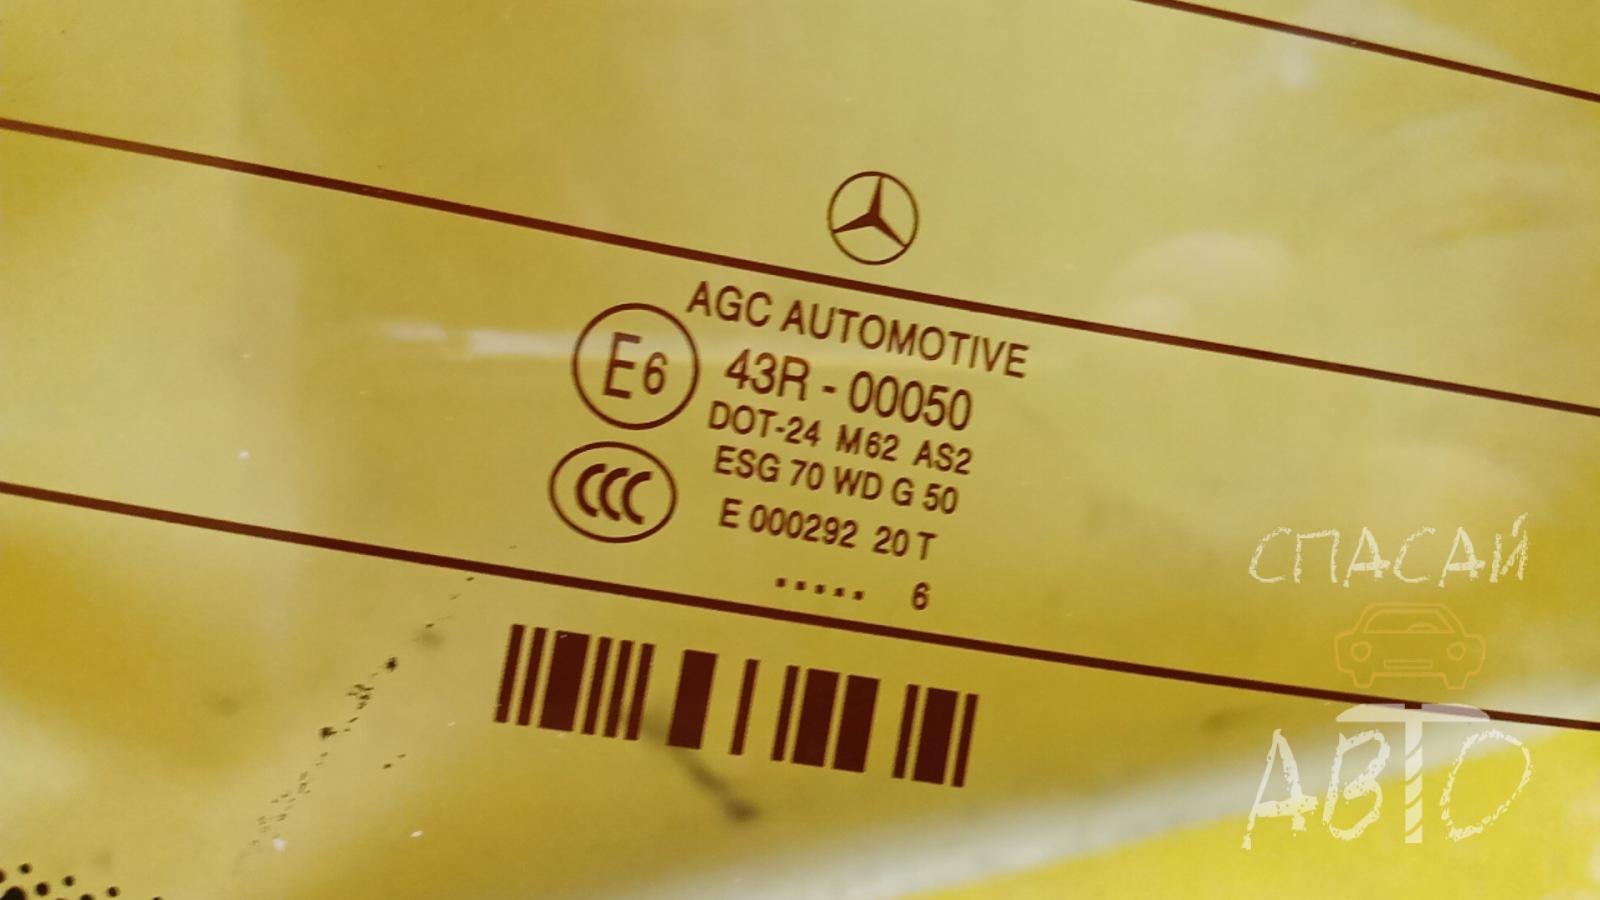 AGC AUTOMOTIVE
E6
43R - 00050
DOT-24 M62 AS2
CCC
ESG 70 WD G 50
E 000292 20 T
..... 6
СПАСАЙ
АВТО